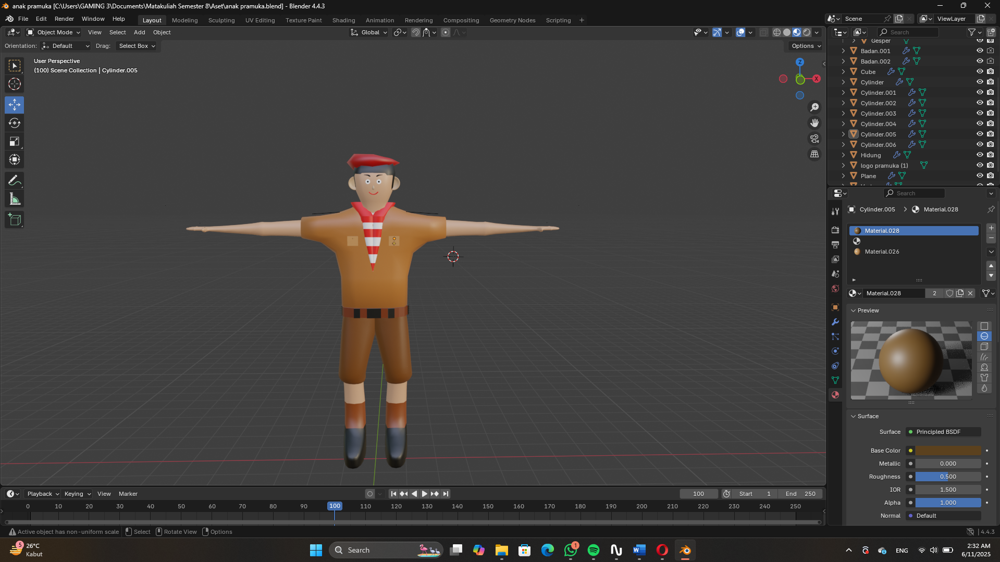 anak pramuka [C:\Users\GAMING 3\Documents\Matakuliah Semester 8\Aset\anak pramuka.blend] - Blender 4.4.3
File Edit Render Window Help Layout Modeling Sculpting UV Editing Texture Paint Shading Animation Rendering Compositing Geometry Nodes Scripting Scene ViewLayer
Object Mode View Select Add Object Global Search
Orientation: Default Drag: Select Box Options
User Perspective
(100) Scene Collection | Cylinder.005
Z
X
Gesper
Badan.001
Badan.002
Cube
Cylinder
Cylinder.001
Cylinder.002
Cylinder.003
Cylinder.004
Cylinder.005
Cylinder.006
Hidung
logo pramuka (1)
Plane
Search
Cylinder.005 > Material.028
Material.028
Material.026
Material.028 2
Preview
Surface
Surface Principled BSDF
Base Color
Metallic 0.000
Roughness 0.500
IOR 1.500
Alpha 1.000
Normal Default
Playback Keying View Marker 100 Start 1 End 250
0 10 20 30 40 50 60 70 80 90 100 110 120 130 140 150 160 170 180 190 200 210 220 230 240 250
Active object has non-uniform scale Select Rotate View Options 4.4.3
5 26°C
Kabut
Search
1
ENG
2:32 AM
6/11/2025